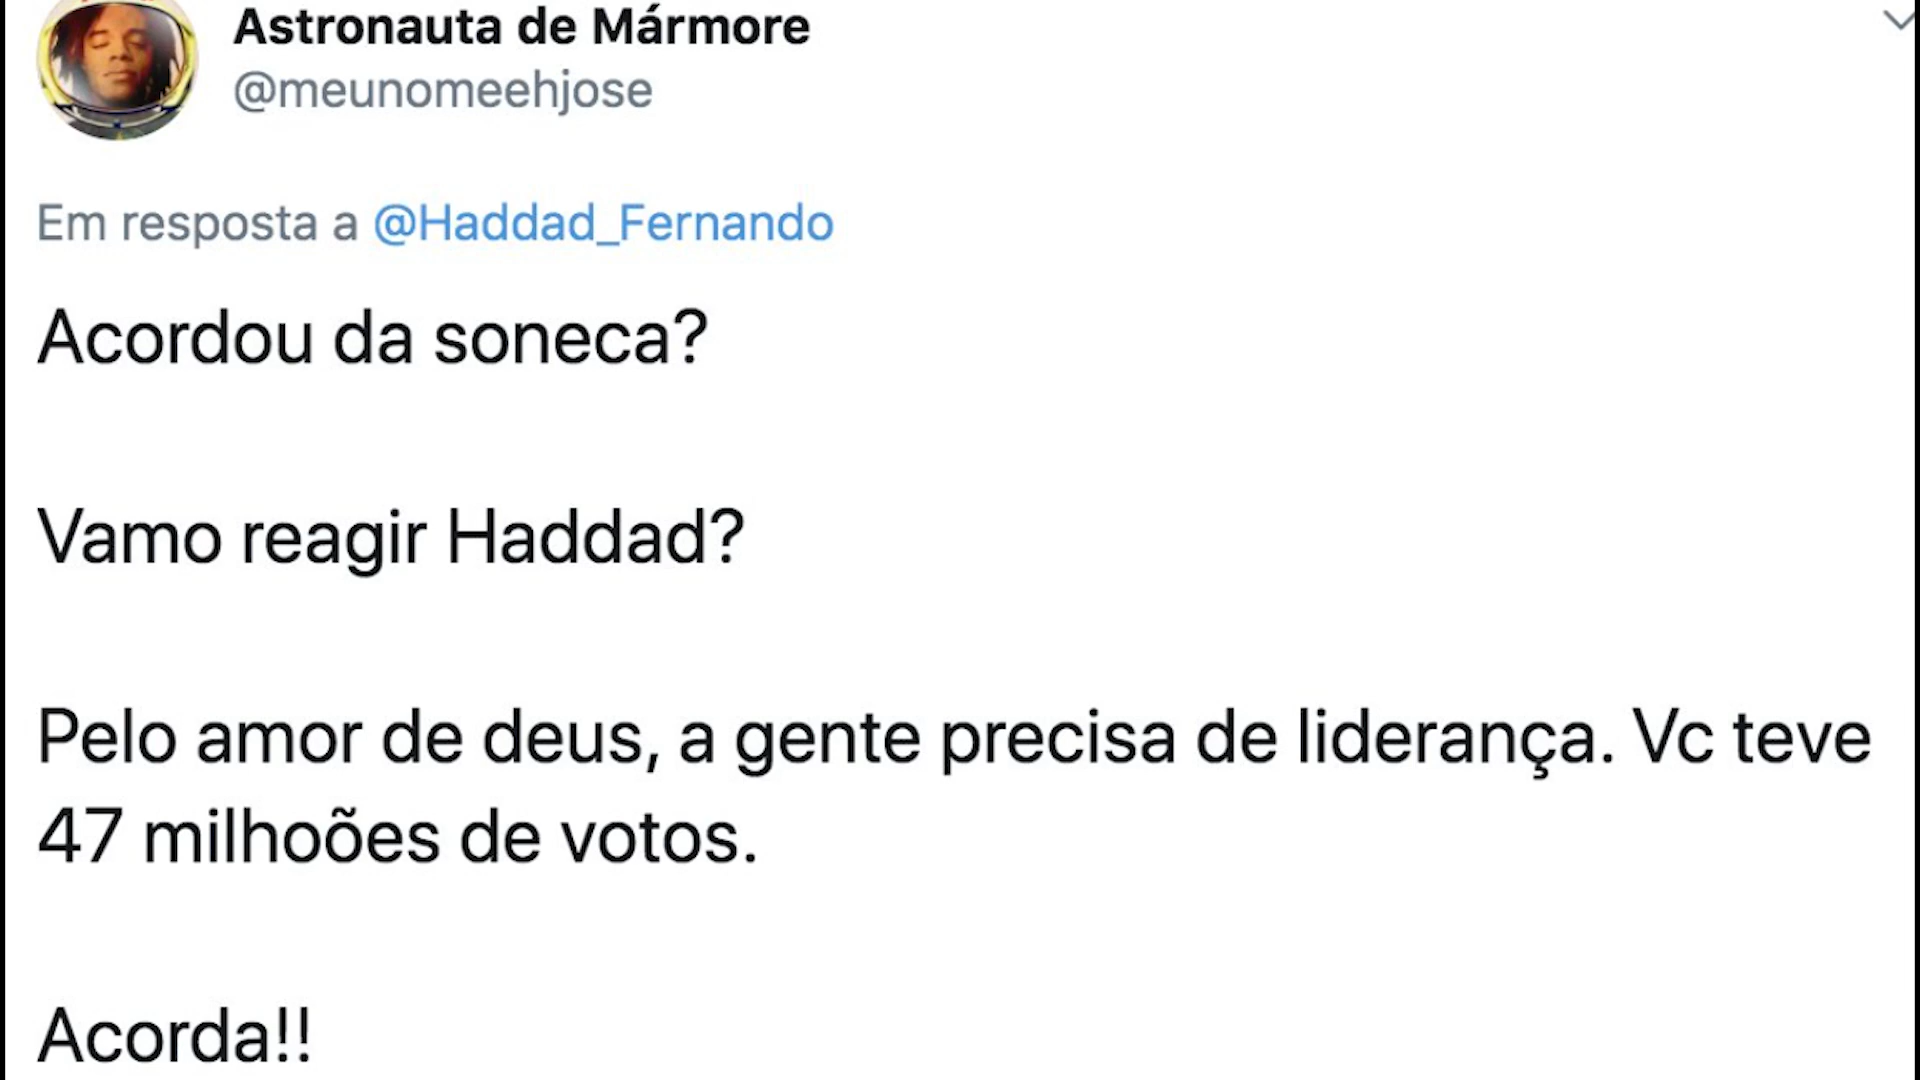 Astronauta de Mármore
@meunomeehjose
Em resposta a @Haddad_Fernando
Acordou da soneca?
Vamo reagir Haddad?
Pelo amor de deus, a gente precisa de liderança. Vc teve
47 milhoões de votos.
Acorda!!